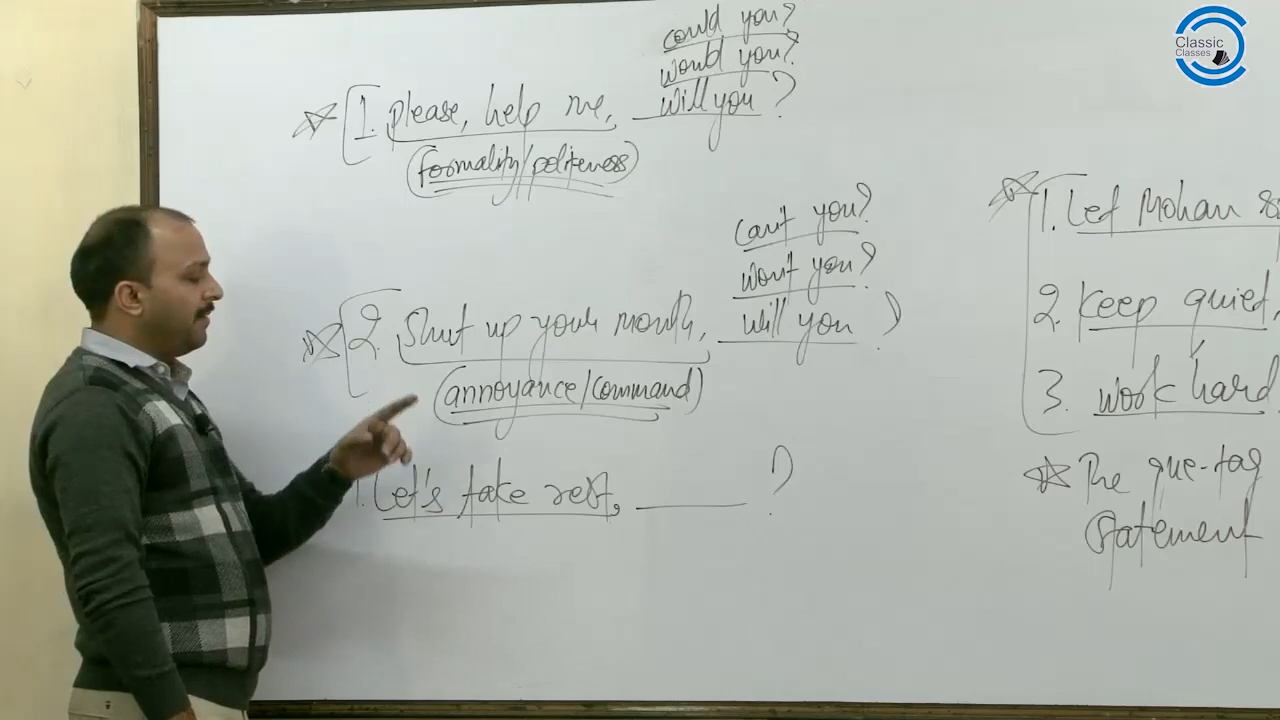 could you?
would you?
1. please, help me, will you?
(formality/politeness)
can't you?
won't you?
2. Shut up your mouth, will you ?
(annoyance/command)
1. Let's take rest, ____ ?
1. Let Mohan
2. Keep quiet,
3. work hard
The que-tag
statement
Classic
Classes